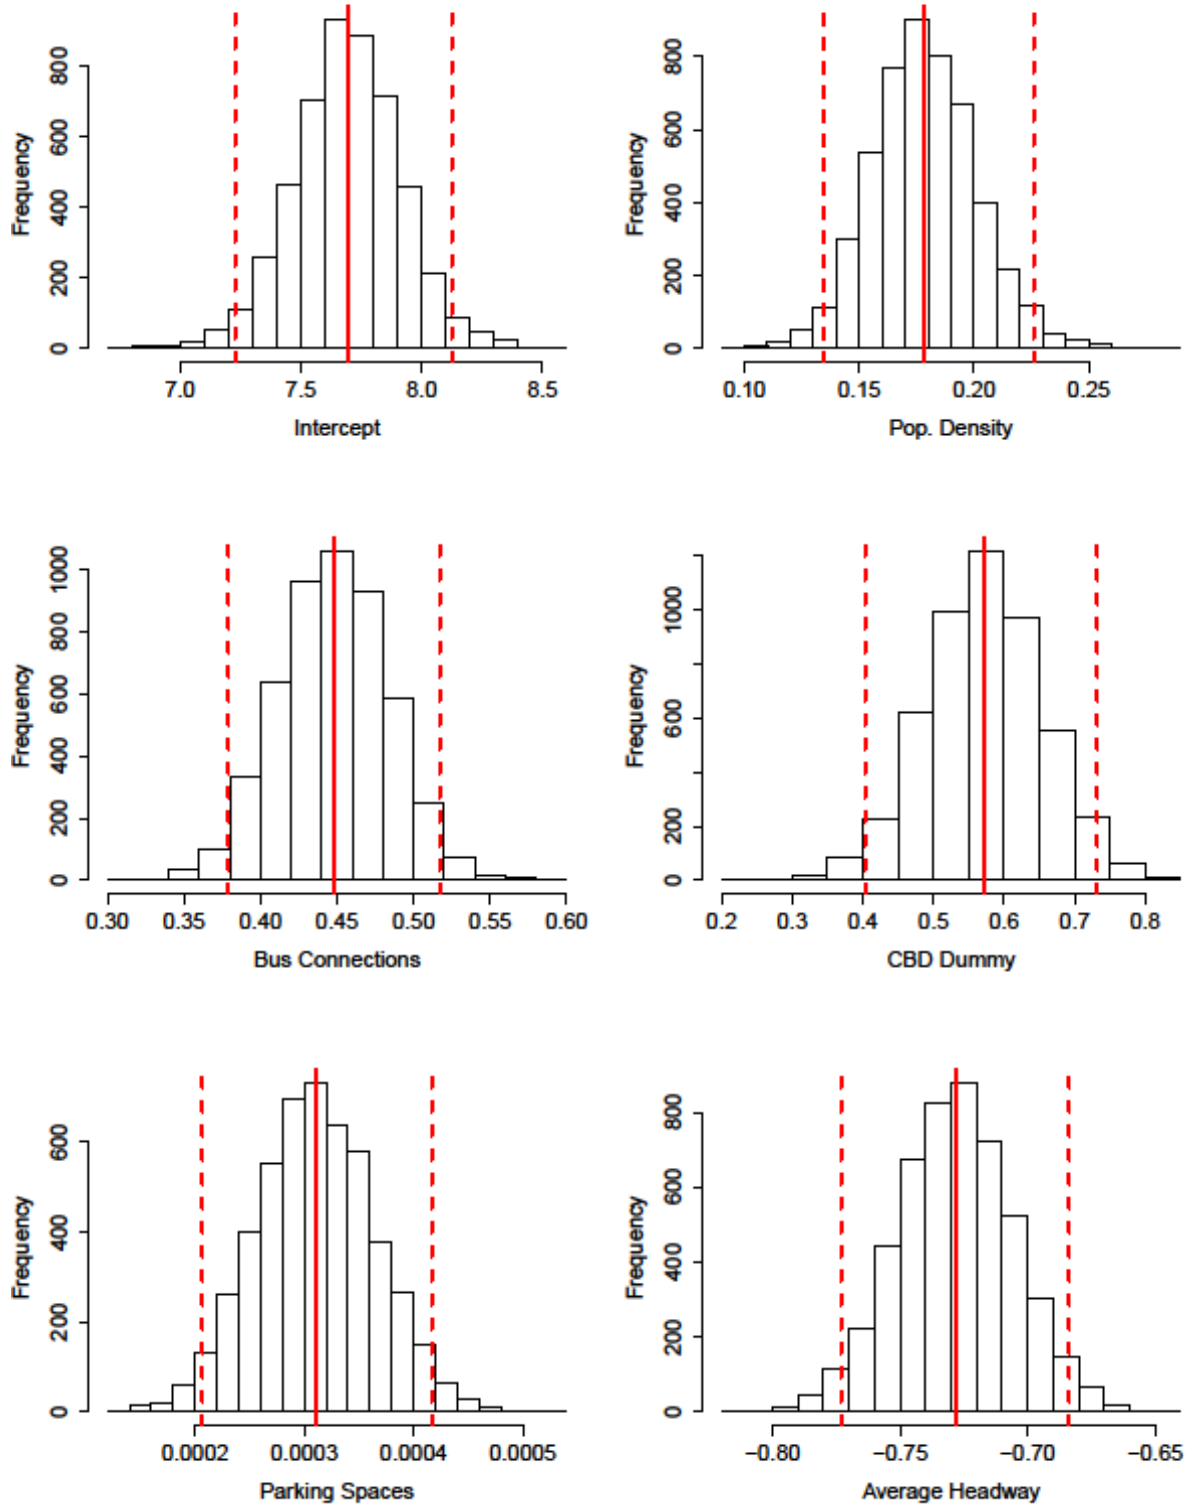 Frequency
0 200 400 600 800
7.0 7.5 8.0 8.5
Intercept
Frequency
0 200 400 600 800
0.10 0.15 0.20 0.25
Pop. Density
Frequency
0 200 400 600 800 1000
0.30 0.35 0.40 0.45 0.50 0.55 0.60
Bus Connections
Frequency
0 200 600 1000
0.2 0.3 0.4 0.5 0.6 0.7 0.8
CBD Dummy
Frequency
0 200 400 600
0.0002 0.0003 0.0004 0.0005
Parking Spaces
Frequency
0 200 400 600 800
−0.80 −0.75 −0.70 −0.65
Average Headway